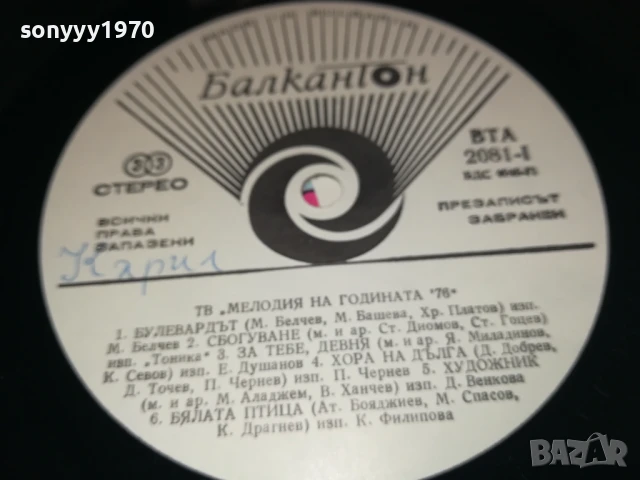 sonyyy1970
БалканТон
33
СТЕРЕО
ВТА
2081-I
ВСИЧКИ
ПРАВА
ЗАПАЗЕНИ
ПРЕЗАПИСЪТ
ЗАБРАНЕН
Карил
ТВ „МЕЛОДИЯ НА ГОДИНАТА '76"
1. БУЛЕВАРДЪТ (М. Белчев, М. Башева, Хр. Платов) изп.
М. Белчев 2. СБОГУВАНЕ (м. и ар. Ст. Диомов, Ст. Гоцев)
изп. „Тоника" 3. ЗА ТЕБЕ, ДЕВНЯ (м. и ар. Я. Миладинов,
К. Севов) изп. Е. Душанов 4. ХОРА НА ДЪЛГА (Д. Добрев,
Д. Точев, П. Чернев) изп. П. Чернев 5. ХУДОЖНИК
(м. и ар. М. Аладжем, В. Ханчев) изп. Д. Венкова
6. БЯЛАТА ПТИЦА (Ат. Бояджиев, М. Спасов,
К. Драгнев) изп. К. Филипова
BAZAR